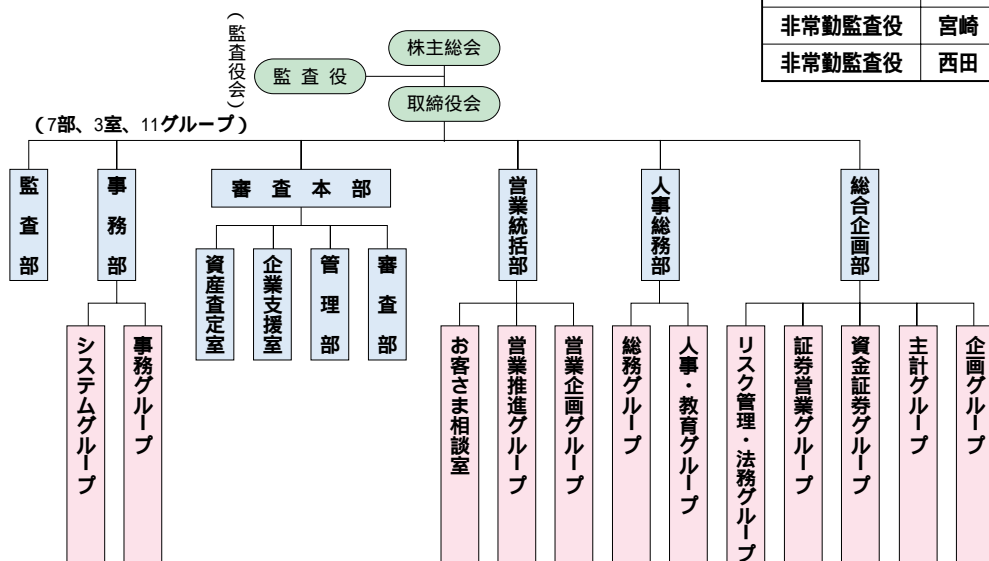 非常勤監査役 宮崎
非常勤監査役 西田
株主総会
監査役
(監査役会)
取締役会
(7部、3室、11グループ)
監査部
事務部
審査本部
営業統括部
人事総務部
総合企画部
資産査定室
企業支援室
管理部
審査部
システムグループ
事務グループ
お客さま相談室
営業推進グループ
営業企画グループ
総務グループ
人事・教育グループ
リスク管理・法務グループ
証券営業グループ
資金証券グループ
主計グループ
企画グループ